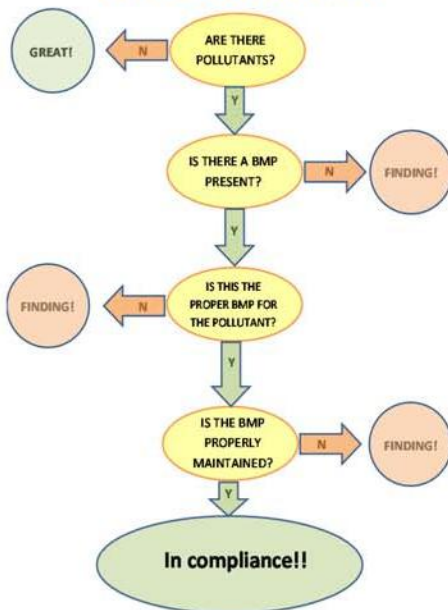 ARE THERE
POLLUTANTS?
N
GREAT!
Y
IS THERE A BMP
PRESENT?
N
FINDING!
Y
IS THIS THE
PROPER BMP FOR
THE POLLUTANT?
N
FINDING!
Y
IS THE BMP
PROPERLY
MAINTAINED?
N
FINDING!
Y
In compliance!!